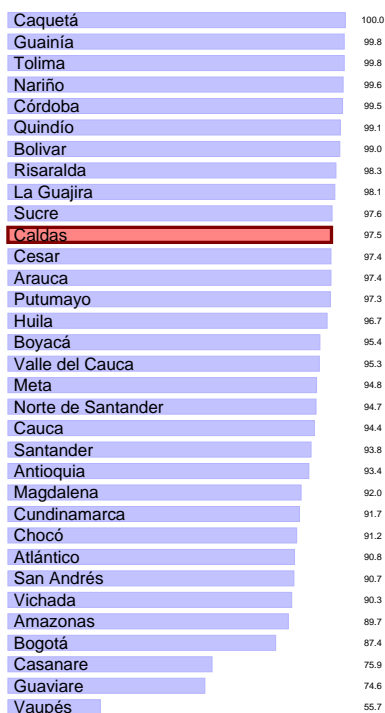 Caquetá 100.0
Guainía 99.8
Tolima 99.8
Nariño 99.6
Córdoba 99.5
Quindío 99.1
Bolivar 99.0
Risaralda 98.3
La Guajira 98.1
Sucre 97.6
Caldas 97.5
Cesar 97.4
Arauca 97.4
Putumayo 97.3
Huila 96.7
Boyacá 95.4
Valle del Cauca 95.3
Meta 94.8
Norte de Santander 94.7
Cauca 94.4
Santander 93.8
Antioquia 93.4
Magdalena 92.0
Cundinamarca 91.7
Chocó 91.2
Atlántico 90.8
San Andrés 90.7
Vichada 90.3
Amazonas 89.7
Bogotá 87.4
Casanare 75.9
Guaviare 74.6
Vaupés 55.7